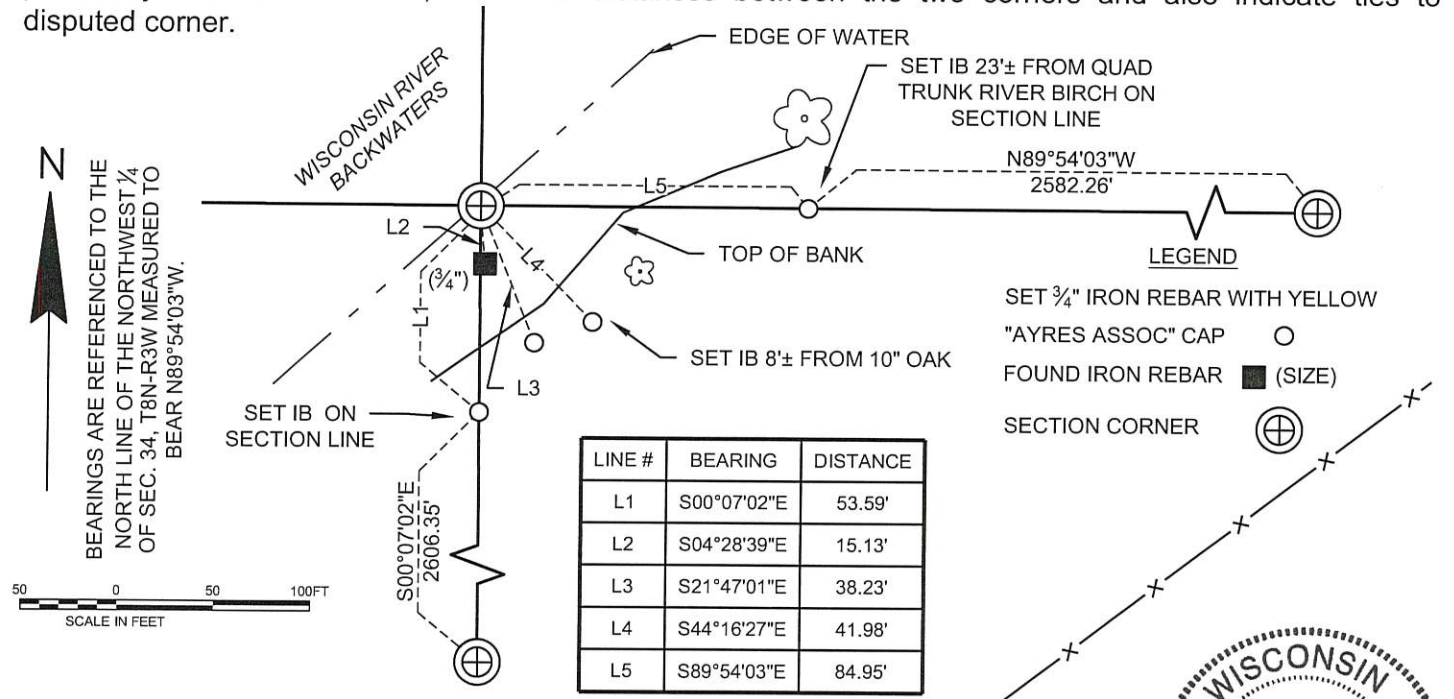 disputed corner.
EDGE OF WATER
SET IB 23'± FROM QUAD
TRUNK RIVER BIRCH ON
SECTION LINE
WISCONSIN RIVER
BACKWATERS
N
BEARINGS ARE REFERENCED TO THE
NORTH LINE OF THE NORTHWEST ¼
OF SEC. 34, T8N-R3W MEASURED TO
BEAR N89°54'03"W.
N89°54'03"W
2582.26'
L5
L2
(¾")
L4
L1
TOP OF BANK
SET IB 8'± FROM 10" OAK
L3
SET IB ON
SECTION LINE
S00°07'02"E
2606.35'
LEGEND
SET ¾" IRON REBAR WITH YELLOW
"AYRES ASSOC" CAP
FOUND IRON REBAR (SIZE)
SECTION CORNER
LINE # BEARING DISTANCE
L1 S00°07'02"E 53.59'
L2 S04°28'39"E 15.13'
L3 S21°47'01"E 38.23'
L4 S44°16'27"E 41.98'
L5 S89°54'03"E 84.95'
50 0 50 100FT
SCALE IN FEET
WISCONSIN